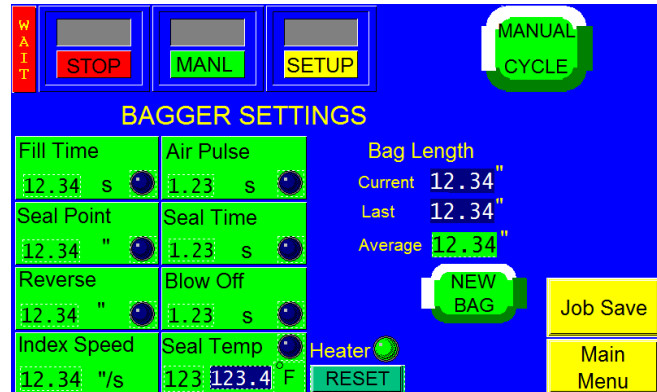 WAIT
STOP MANL SETUP
MANUAL
CYCLE
BAGGER SETTINGS
Fill Time
12.34 s
Air Pulse
1.23 s
Seal Point
12.34 "
Seal Time
1.23 s
Reverse
12.34 "
Blow Off
1.23 s
Index Speed
12.34 "/s
Seal Temp
123 123.4 °F
Bag Length
Current 12.34"
Last 12.34"
Average 12.34"
NEW
BAG
Heater
RESET
Job Save
Main
Menu